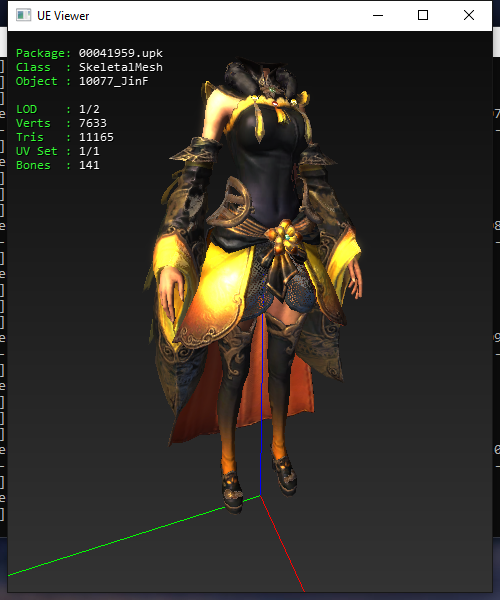 UE Viewer
Package: 00041959.upk
Class : SkeletalMesh
Object : 10077_JinF
LOD : 1/2
Verts : 7633
Tris : 11165
UV Set : 1/1
Bones : 141